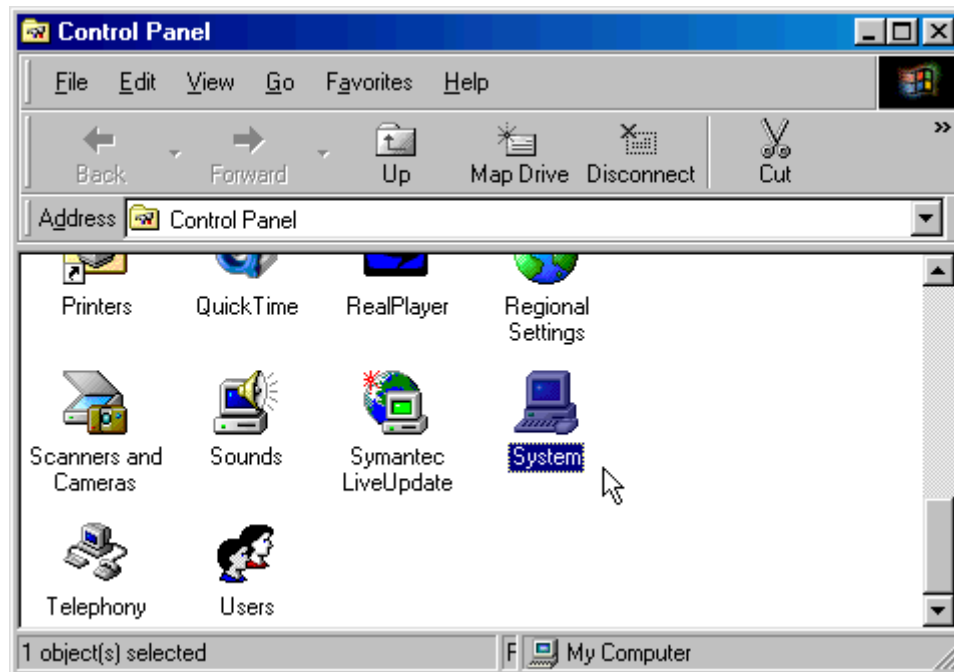 Control Panel
File Edit View Go Favorites Help
Back Forward Up Map Drive Disconnect Cut »
Address Control Panel
Printers QuickTime RealPlayer Regional
Settings
Scanners and Sounds Symantec System
Cameras LiveUpdate
Telephony Users
1 object(s) selected F My Computer